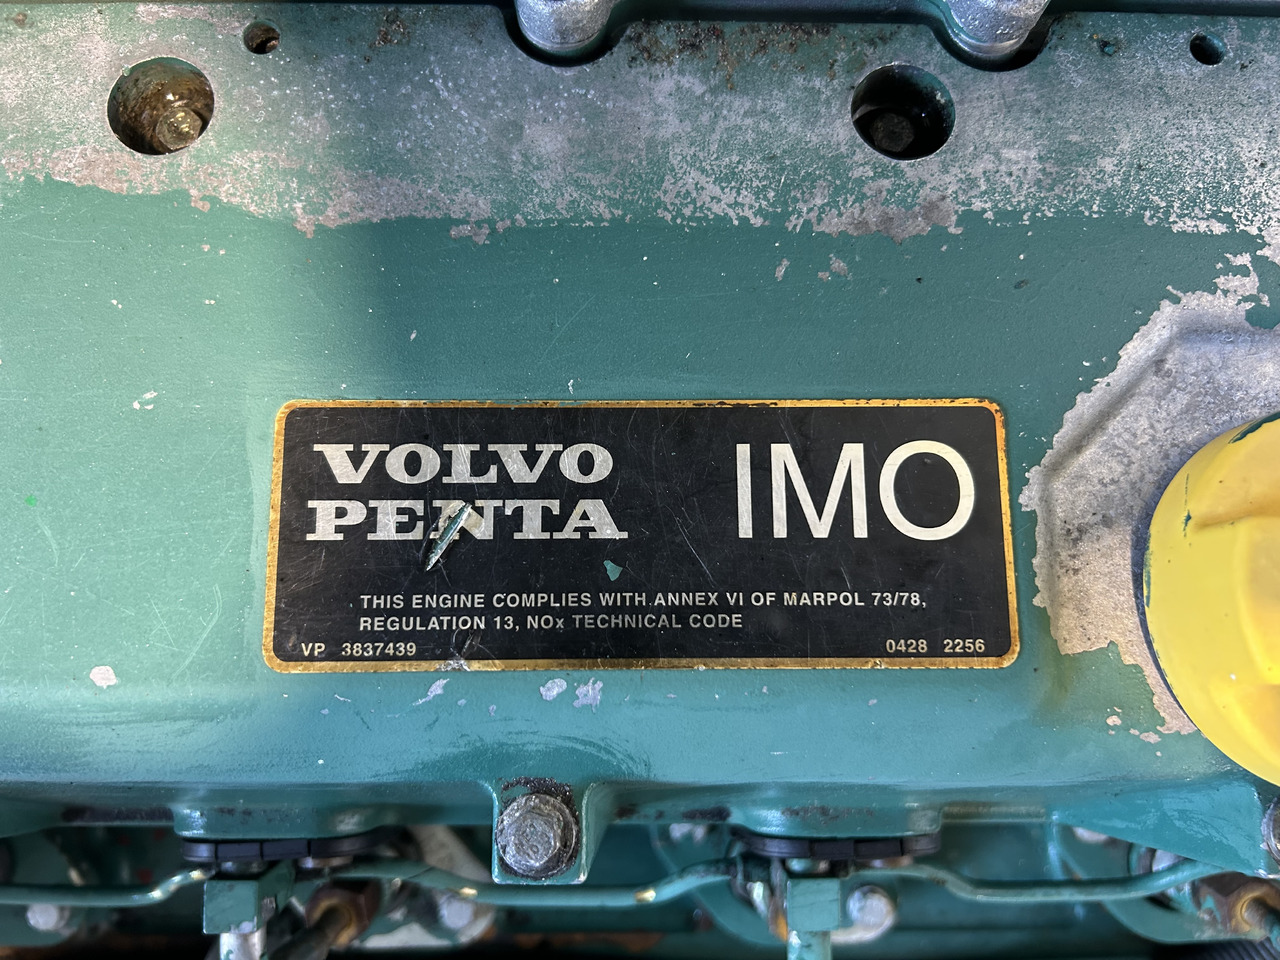 VOLVO
PENTA
IMO
THIS ENGINE COMPLIES WITH ANNEX VI OF MARPOL 73/78,
REGULATION 13, NOx TECHNICAL CODE
VP 3837439
0428 2256